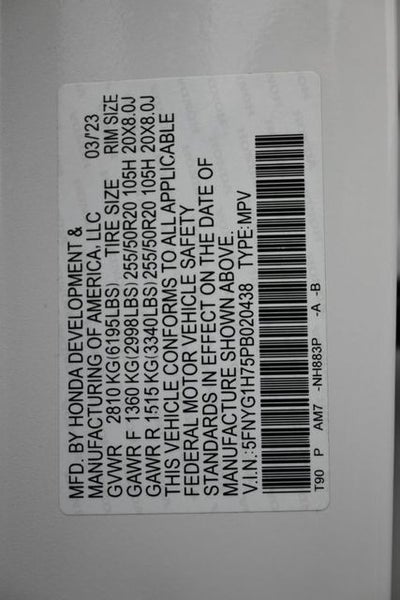 MFD. BY HONDA DEVELOPMENT &
MANUFACTURING OF AMERICA, LLC 03/'23
GVWR 2810 KG(6195LBS) TIRE SIZE RIM SIZE
GAWR F 1360 KG(2998LBS) 255/50R20 105H 20X8.0J
GAWR R 1515 KG(3340LBS) 255/50R20 105H 20X8.0J
THIS VEHICLE CONFORMS TO ALL APPLICABLE
FEDERAL MOTOR VEHICLE SAFETY
STANDARDS IN EFFECT ON THE DATE OF
MANUFACTURE SHOWN ABOVE.
V.I.N.:5FNYG1H75PB020438 TYPE:MPV
T90 P AM7 -NH883P -A -B